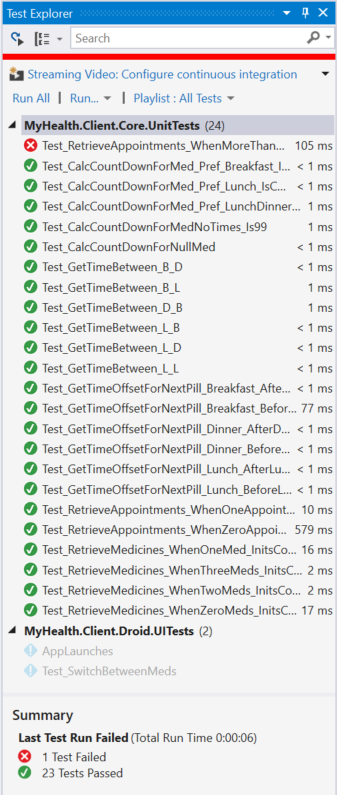 Test Explorer
Search
Streaming Video: Configure continuous integration
Run All | Run... | Playlist : All Tests
MyHealth.Client.Core.UnitTests (24)
Test_RetrieveAppointments_WhenMoreThan... 105 ms
Test_CalcCountDownForMed_Pref_Breakfast_I... < 1 ms
Test_CalcCountDownForMed_Pref_Lunch_IsC... < 1 ms
Test_CalcCountDownForMed_Pref_LunchDinner... 1 ms
Test_CalcCountDownForMedNoTimes_Is99 1 ms
Test_CalcCountDownForNullMed < 1 ms
Test_GetTimeBetween_B_D < 1 ms
Test_GetTimeBetween_B_L 1 ms
Test_GetTimeBetween_D_B 1 ms
Test_GetTimeBetween_L_B < 1 ms
Test_GetTimeBetween_L_D < 1 ms
Test_GetTimeBetween_L_L < 1 ms
Test_GetTimeOffsetForNextPill_Breakfast_Afte... < 1 ms
Test_GetTimeOffsetForNextPill_Breakfast_Befor... 77 ms
Test_GetTimeOffsetForNextPill_Dinner_AfterD... < 1 ms
Test_GetTimeOffsetForNextPill_Dinner_Before... < 1 ms
Test_GetTimeOffsetForNextPill_Lunch_AfterLu... < 1 ms
Test_GetTimeOffsetForNextPill_Lunch_BeforeL... < 1 ms
Test_RetrieveAppointments_WhenOneAppoint... 10 ms
Test_RetrieveAppointments_WhenZeroAppoi... 579 ms
Test_RetrieveMedicines_WhenOneMed_InitsCo... 16 ms
Test_RetrieveMedicines_WhenThreeMeds_InitsC... 2 ms
Test_RetrieveMedicines_WhenTwoMeds_InitsCo... 2 ms
Test_RetrieveMedicines_WhenZeroMeds_InitsC... 17 ms
MyHealth.Client.Droid.UITests (2)
AppLaunches
Test_SwitchBetweenMeds
Summary
Last Test Run Failed (Total Run Time 0:00:06)
1 Test Failed
23 Tests Passed